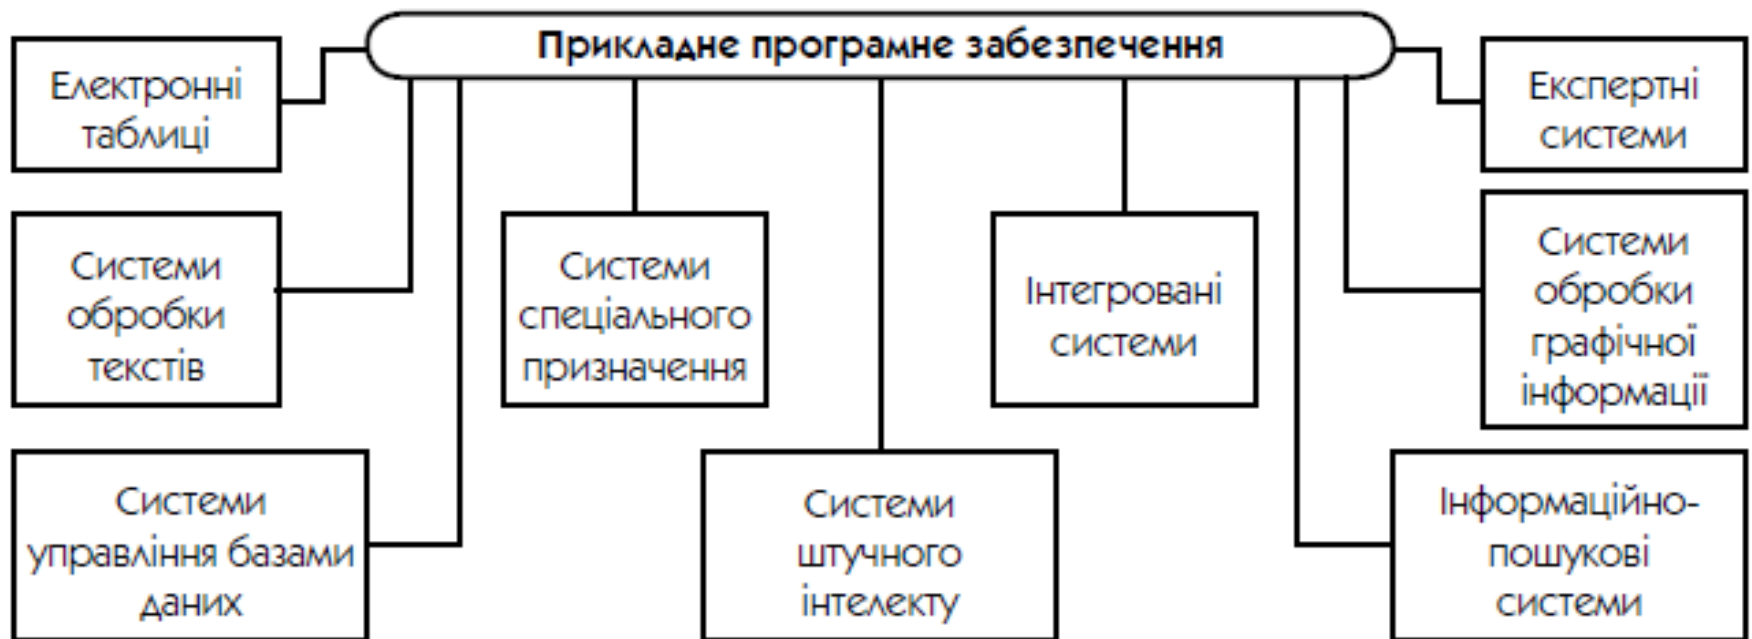 Прикладне програмне забезпечення
Електронні
таблиці
Експертні
системи
Системи
обробки
текстів
Системи
спеціального
призначення
Інтегровані
системи
Системи
обробки
графічної
інформації
Системи
управління базами
даних
Системи
штучного
інтелекту
Інформаційно-
пошукові
системи